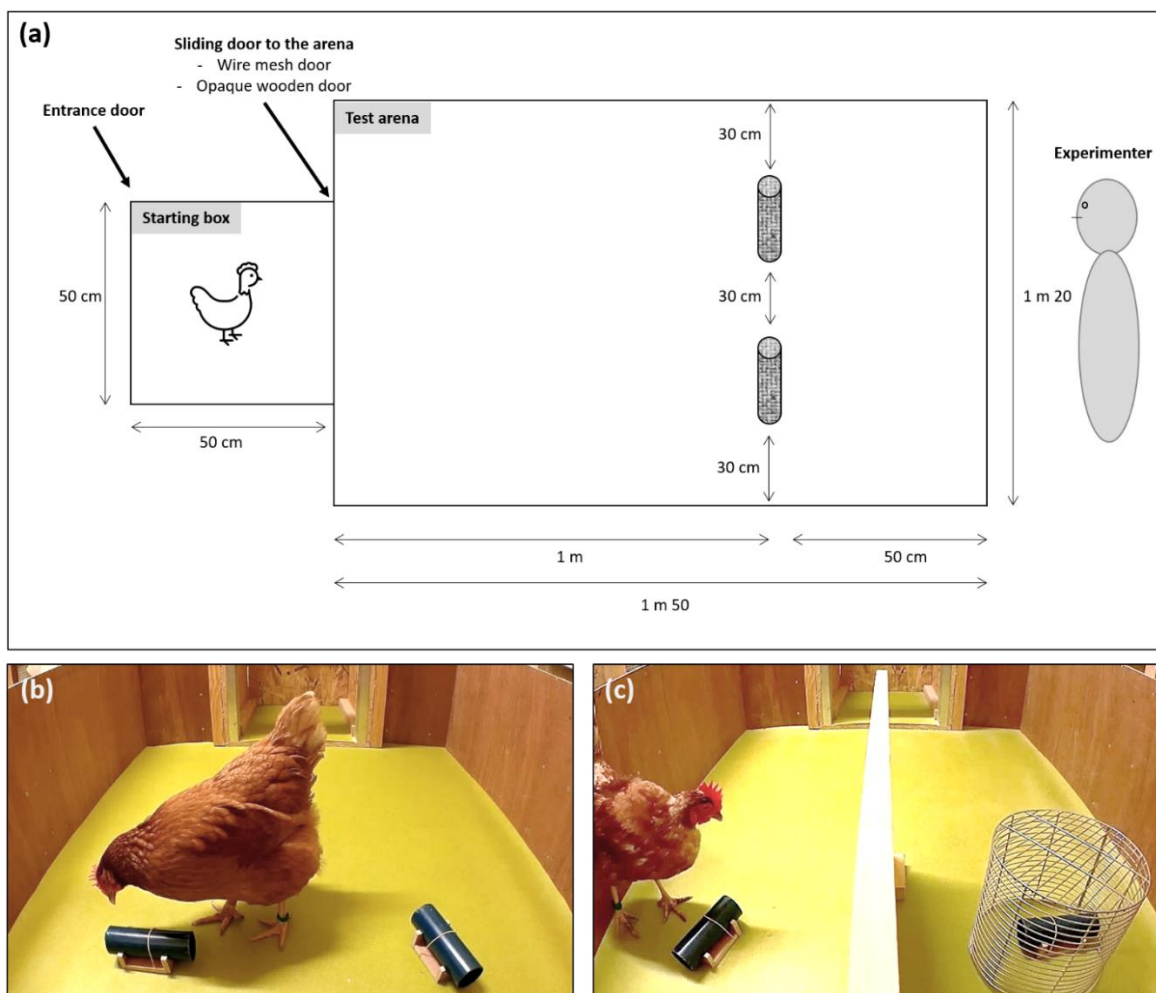 (a)
Sliding door to the arena
- Wire mesh door
- Opaque wooden door
Entrance door
Test arena
30 cm
Experimenter
Starting box
50 cm
30 cm
1 m 20
50 cm
30 cm
1 m
50 cm
1 m 50
(b)
(c)